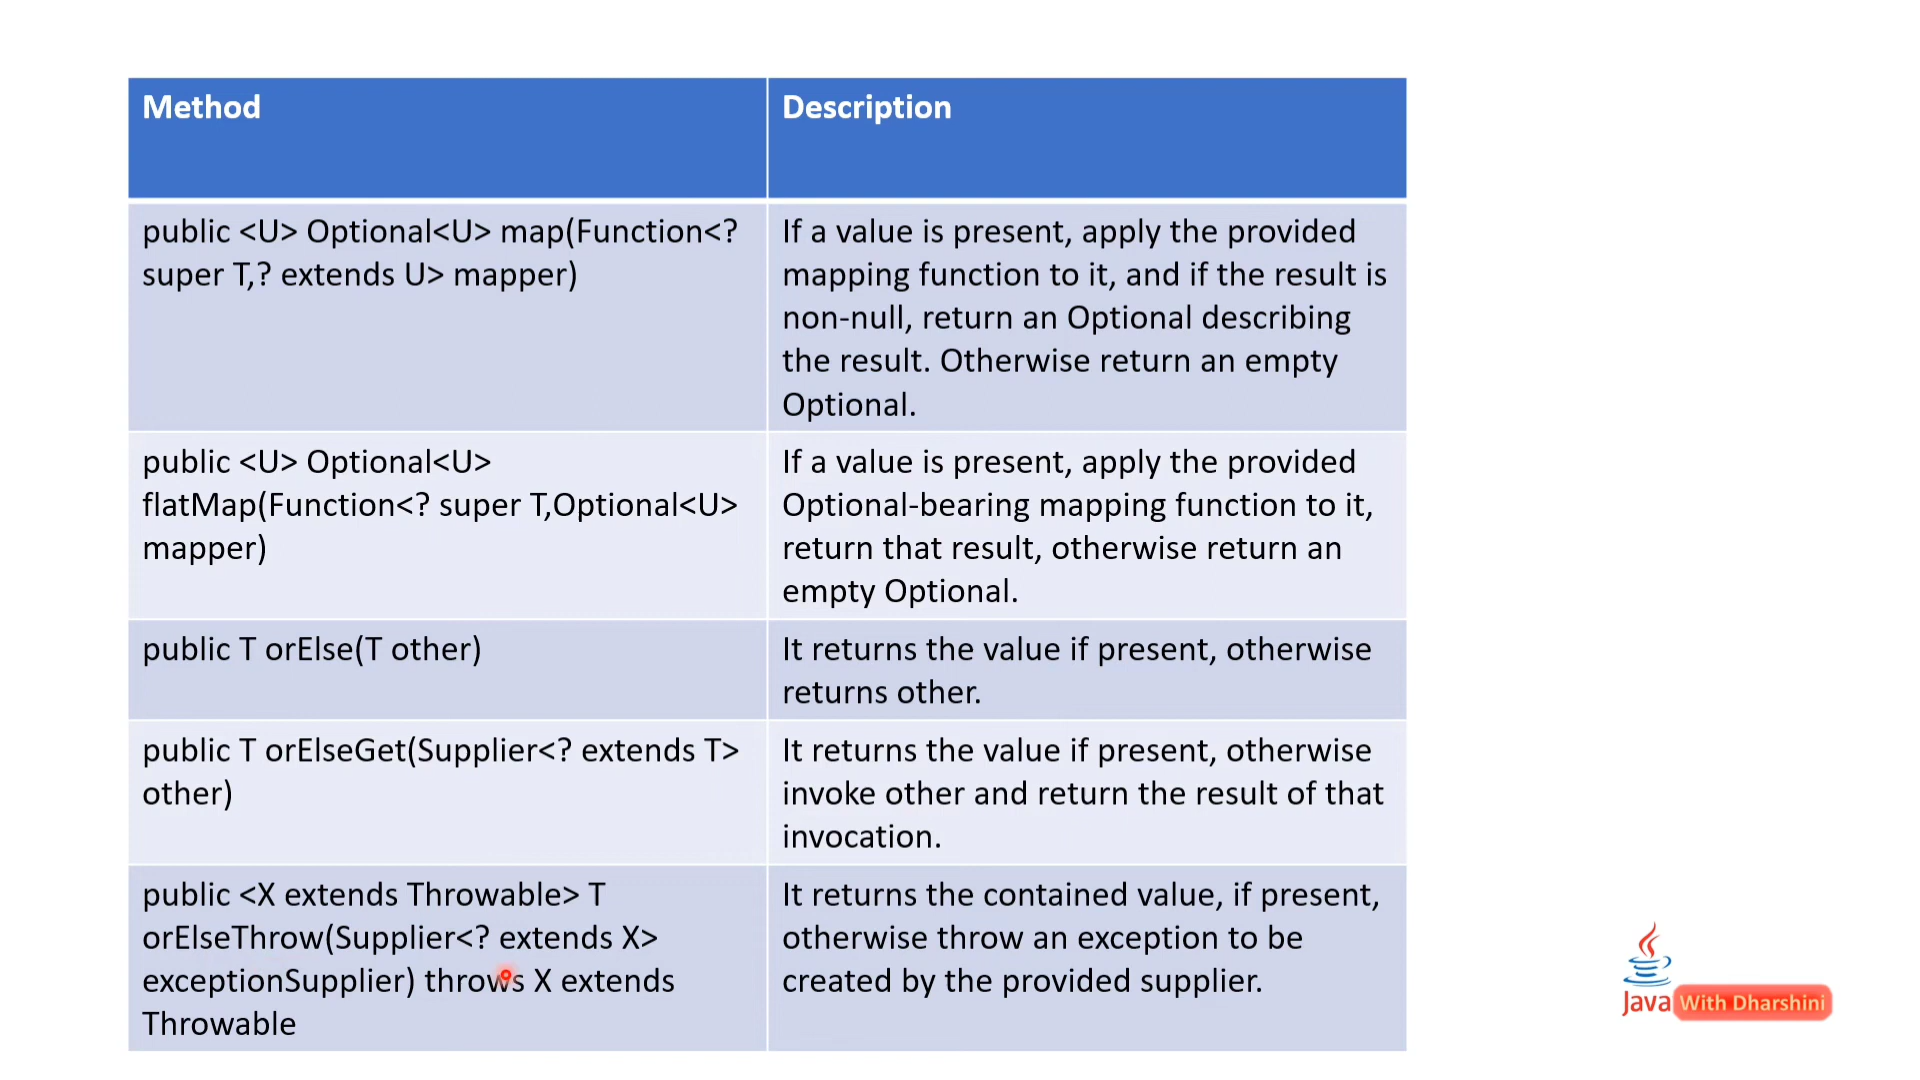 Method
Description
public <U> Optional<U> map(Function<?
super T,? extends U> mapper)
If a value is present, apply the provided
mapping function to it, and if the result is
non-null, return an Optional describing
the result. Otherwise return an empty
Optional.
public <U> Optional<U>
flatMap(Function<? super T,Optional<U>
mapper)
If a value is present, apply the provided
Optional-bearing mapping function to it,
return that result, otherwise return an
empty Optional.
public T orElse(T other)
It returns the value if present, otherwise
returns other.
public T orElseGet(Supplier<? extends T>
other)
It returns the value if present, otherwise
invoke other and return the result of that
invocation.
public <X extends Throwable> T
orElseThrow(Supplier<? extends X>
exceptionSupplier) throws X extends
Throwable
It returns the contained value, if present,
otherwise throw an exception to be
created by the provided supplier.
Java With Dharshini